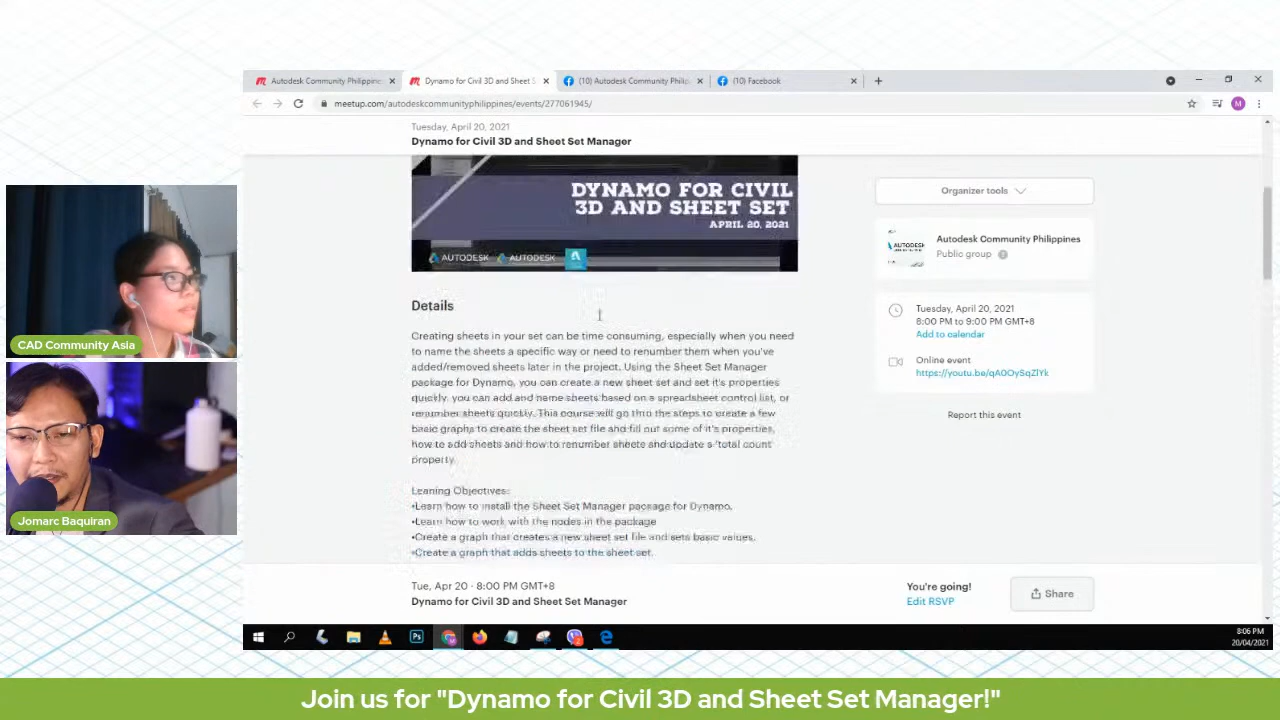 Autodesk Community Philippine
Dynamo for Civil 3D and Sheet S
(10) Autodesk Community Philip
(10) Facebook
meetup.com/autodeskcommunityphilippines/events/277061945/
M
Tuesday, April 20, 2021
Dynamo for Civil 3D and Sheet Set Manager
DYNAMO FOR CIVIL
3D AND SHEET SET
APRIL 20, 2021
AUTODESK AUTODESK
Organizer tools
AUTODESK
Autodesk Community Philippines
Public group
Tuesday, April 20, 2021
8:00 PM to 9:00 PM GMT+8
Add to calendar
Online event
https://youtu.be/qA0OySqZlYk
Report this event
Details
Creating sheets in your set can be time consuming, especially when you need
to name the sheets a specific way or need to renumber them when you've
added/removed sheets later in the project. Using the Sheet Set Manager
package for Dynamo, you can create a new sheet set and set it's properties
quickly. you can add and name sheets based on a spreadsheet control list, or
renumber sheets quickly. This course will go thru the steps to create a few
basic graphs to create the sheet set file and fill out some of it's properties,
how to add sheets and how to renumber sheets and update a 'total count
property.
Leaning Objectives:
•Learn how to install the Sheet Set Manager package for Dynamo.
•Learn how to work with the nodes in the package
•Create a graph that creates a new sheet set file and sets basic values.
•Create a graph that adds sheets to the sheet set.
Tue, Apr 20 · 8:00 PM GMT+8
Dynamo for Civil 3D and Sheet Set Manager
You're going!
Edit RSVP
Share
CAD Community Asia
Jomarc Baquiran
Ps
8:06 PM
20/04/2021
Join us for "Dynamo for Civil 3D and Sheet Set Manager!"